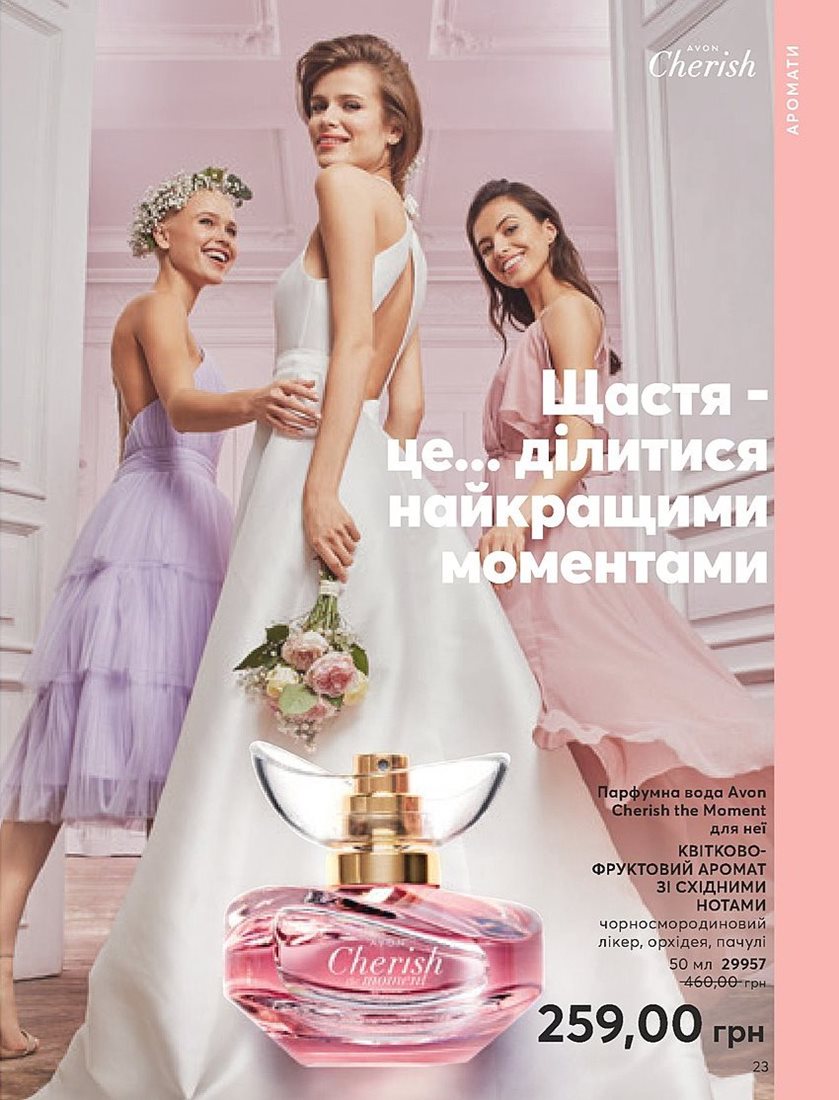 AVON
Cherish
АРОМАТИ
Щастя -
це... ділитися
найкращими
моментами
Парфумна вода Avon
Cherish the Moment
для неї
КВІТКОВО-
ФРУКТОВИЙ АРОМАТ
ЗІ СХІДНИМИ
НОТАМИ
чорносмородиновий
лікер, орхідея, пачулі
50 мл 29957
460,00 грн
259,00 грн
AVON
Cherish
the moment
23